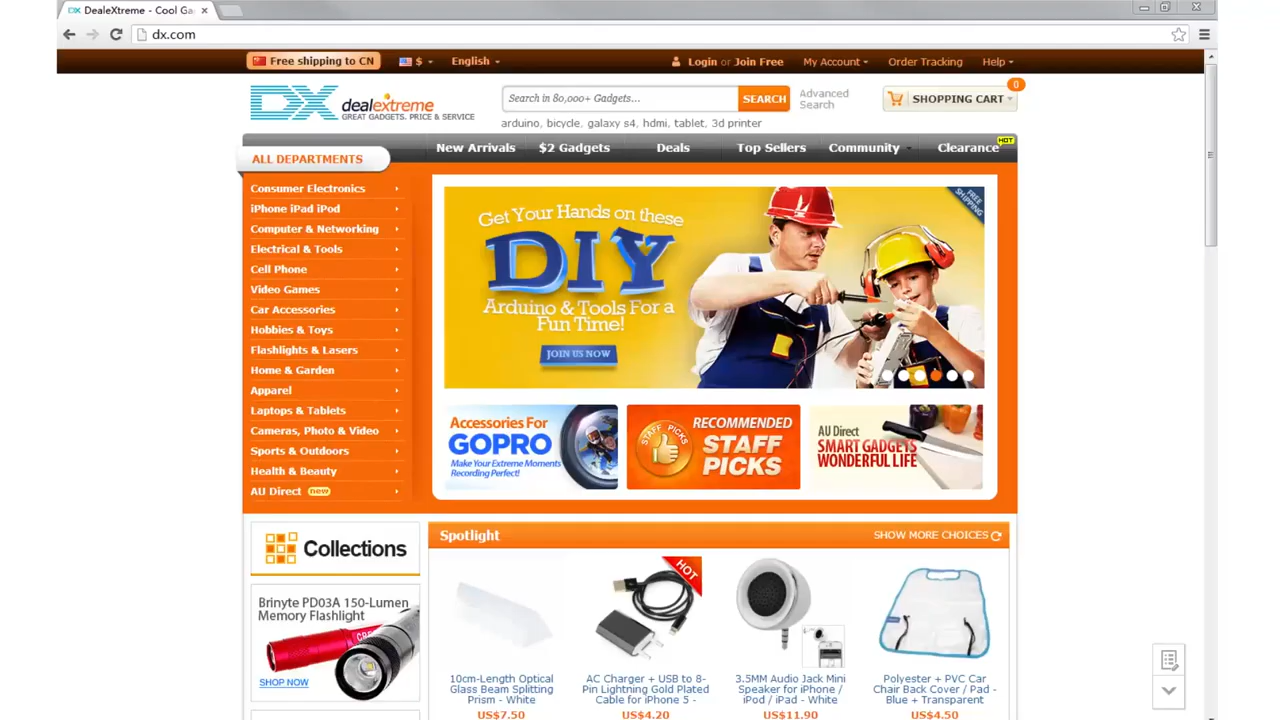 DealeXtreme - Cool Ga
dx.com
Free shipping to CN
$
English
Login or Join Free
My Account
Order Tracking
Help
DX dealextreme
GREAT GADGETS. PRICE & SERVICE
Search in 80,000+ Gadgets...
SEARCH
Advanced
Search
SHOPPING CART
0
arduino, bicycle, galaxy s4, hdmi, tablet, 3d printer
ALL DEPARTMENTS
New Arrivals
$2 Gadgets
Deals
Top Sellers
Community
Clearance
HOT
Consumer Electronics
iPhone iPad iPod
Computer & Networking
Electrical & Tools
Cell Phone
Video Games
Car Accessories
Hobbies & Toys
Flashlights & Lasers
Home & Garden
Apparel
Laptops & Tablets
Cameras, Photo & Video
Sports & Outdoors
Health & Beauty
AU Direct new
Get Your Hands on these
DIY
Arduino & Tools For a
Fun Time!
JOIN US NOW
FREE
SHIPPING
Accessories For
GOPRO
Make Your Extreme Moments
Recording Perfect!
STAFF
PICKS
RECOMMENDED
STAFF
PICKS
AU Direct
SMART GADGETS
WONDERFUL LIFE
Collections
Brinyte PD03A 150-Lumen
Memory Flashlight
SHOP NOW
Spotlight
SHOW MORE CHOICES
HOT
10cm-Length Optical
Glass Beam Splitting
Prism - White
US$7.50
AC Charger + USB to 8-
Pin Lightning Gold Plated
Cable for iPhone 5 -
US$4.20
3.5MM Audio Jack Mini
Speaker for iPhone /
iPod / iPad - White
US$11.90
Polyester + PVC Car
Chair Back Cover / Pad -
Blue + Transparent
US$4.50